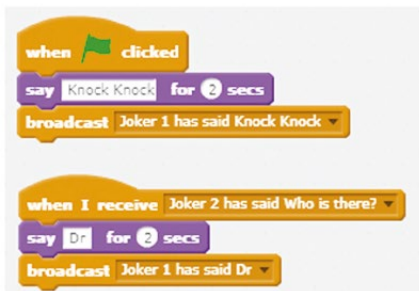 when clicked
say Knock Knock for 2 secs
broadcast Joker 1 has said Knock Knock
when I receive Joker 2 has said Who is there?
say Dr for 2 secs
broadcast Joker 1 has said Dr